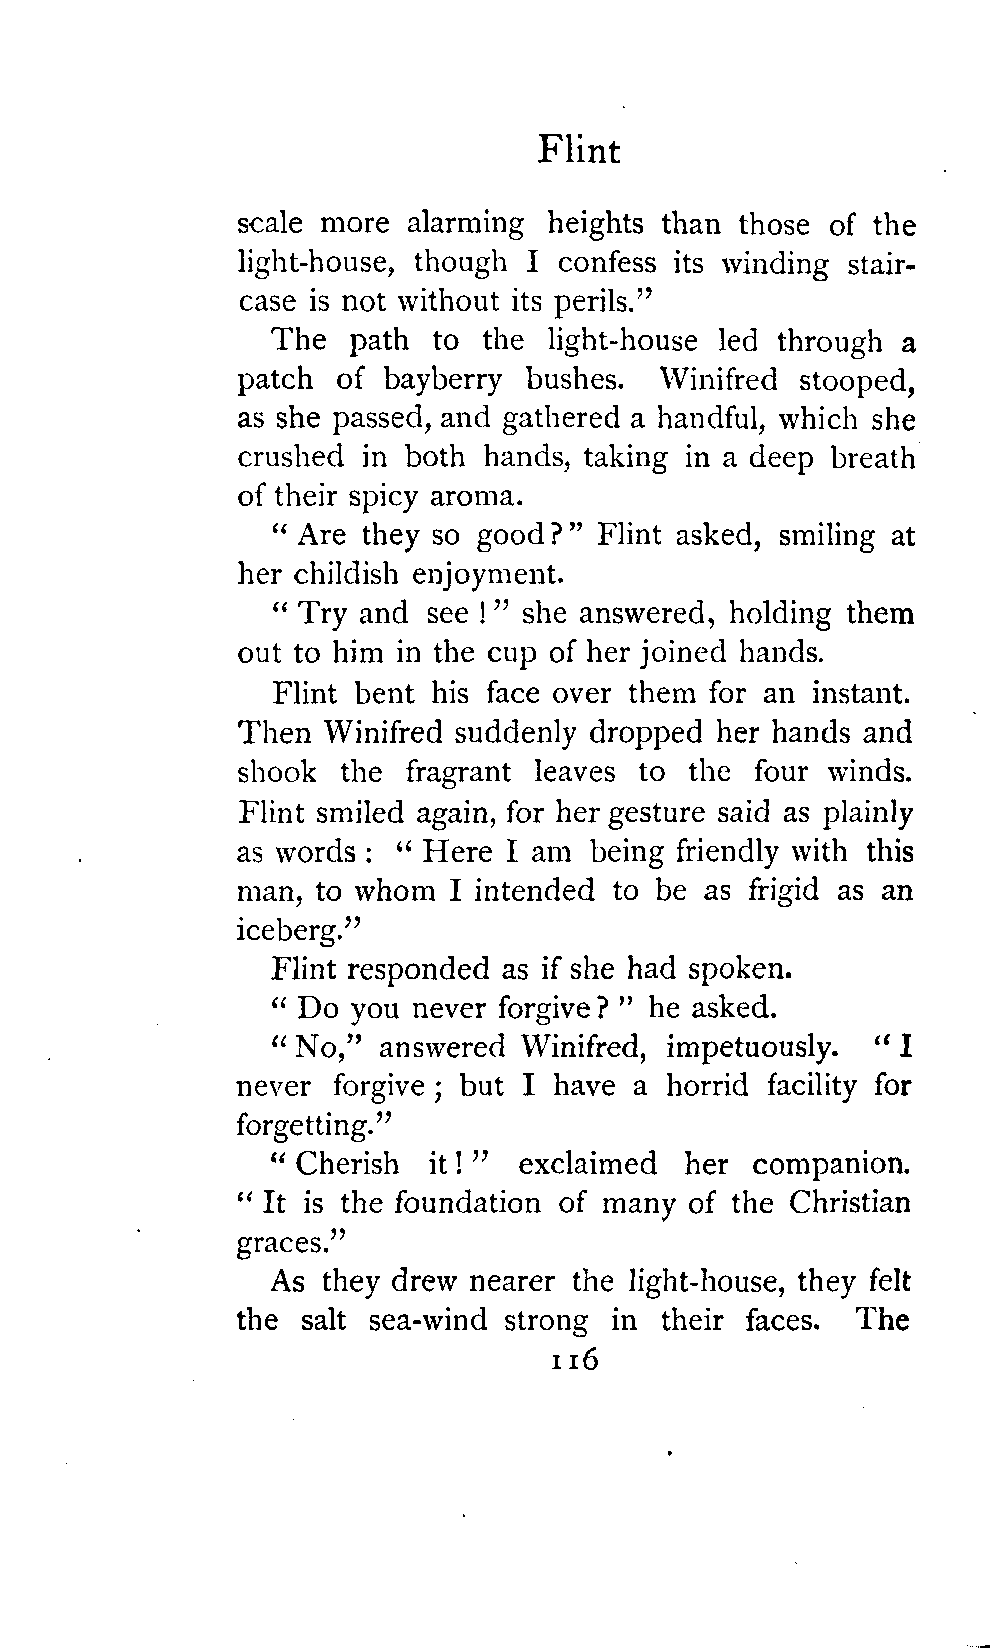 Flint
scale more alarming heights than those of the
light-house, though I confess its winding stair-
case is not without its perils."
The path to the light-house led through a
patch of bayberry bushes. Winifred stooped,
as she passed, and gathered a handful, which she
crushed in both hands, taking in a deep breath
of their spicy aroma.
" Are they so good?" Flint asked, smiling at
her childish enjoyment.
" Try and see !" she answered, holding them
out to him in the cup of her joined hands.
Flint bent his face over them for an instant.
Then Winifred suddenly dropped her hands and
shook the fragrant leaves to the four winds.
Flint smiled again, for her gesture said as plainly
as words : " Here I am being friendly with this
man, to whom I intended to be as frigid as an
iceberg."
Flint responded as if she had spoken.
" Do you never forgive ? " he asked.
" No," answered Winifred, impetuously. " I
never forgive ; but I have a horrid facility for
forgetting."
" Cherish it ! " exclaimed her companion.
" It is the foundation of many of the Christian
graces."
As they drew nearer the light-house, they felt
the salt sea-wind strong in their faces. The
116